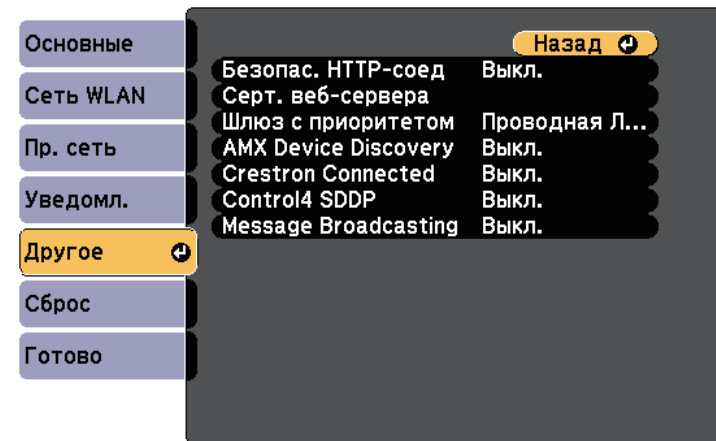 Основные
Сеть WLAN
Пр. сеть
Уведомл.
Другое
Сброс
Готово
Назад
Безопас. HTTP-соед Выкл.
Серт. веб-сервера
Шлюз с приоритетом Проводная Л...
AMX Device Discovery Выкл.
Crestron Connected Выкл.
Control4 SDDP Выкл.
Message Broadcasting Выкл.